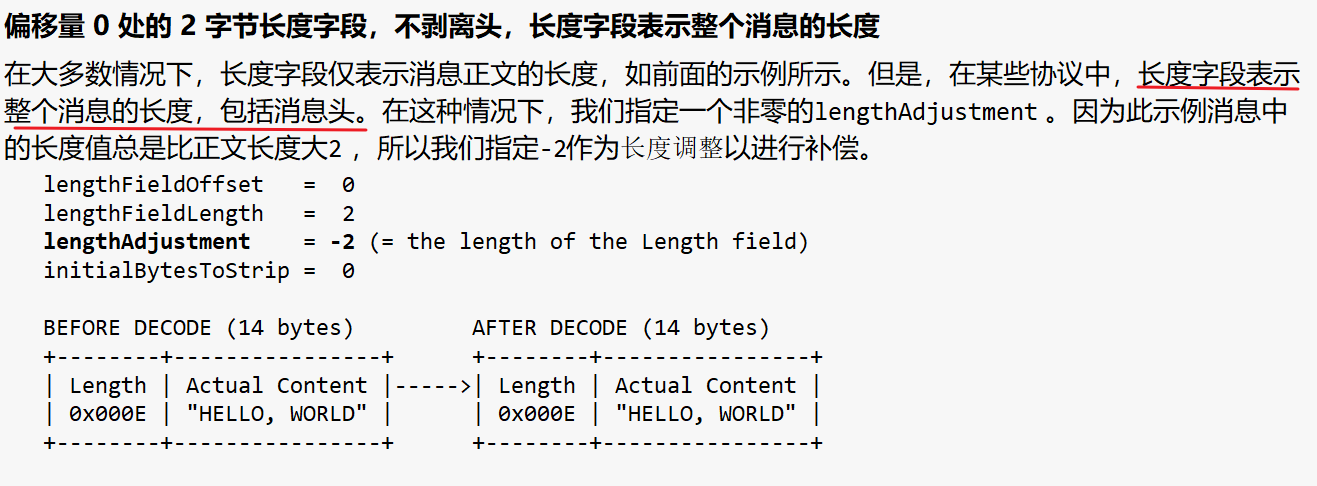 偏移量 0 处的 2 字节长度字段，不剥离头，长度字段表示整个消息的长度
在大多数情况下，长度字段仅表示消息正文的长度，如前面的示例所示。但是，在某些协议中，长度字段表示
整个消息的长度，包括消息头。在这种情况下，我们指定一个非零的lengthAdjustment 。因为此示例消息中
的长度值总是比正文长度大2 ，所以我们指定-2作为长度调整以进行补偿。
lengthFieldOffset   =  0
lengthFieldLength   =  2
lengthAdjustment    = -2 (= the length of the Length field)
initialBytesToStrip =  0
BEFORE DECODE (14 bytes)         AFTER DECODE (14 bytes)
+--------+----------------+      +--------+----------------+
| Length | Actual Content |----->| Length | Actual Content |
| 0x000E | "HELLO, WORLD" |      | 0x000E | "HELLO, WORLD" |
+--------+----------------+      +--------+----------------+